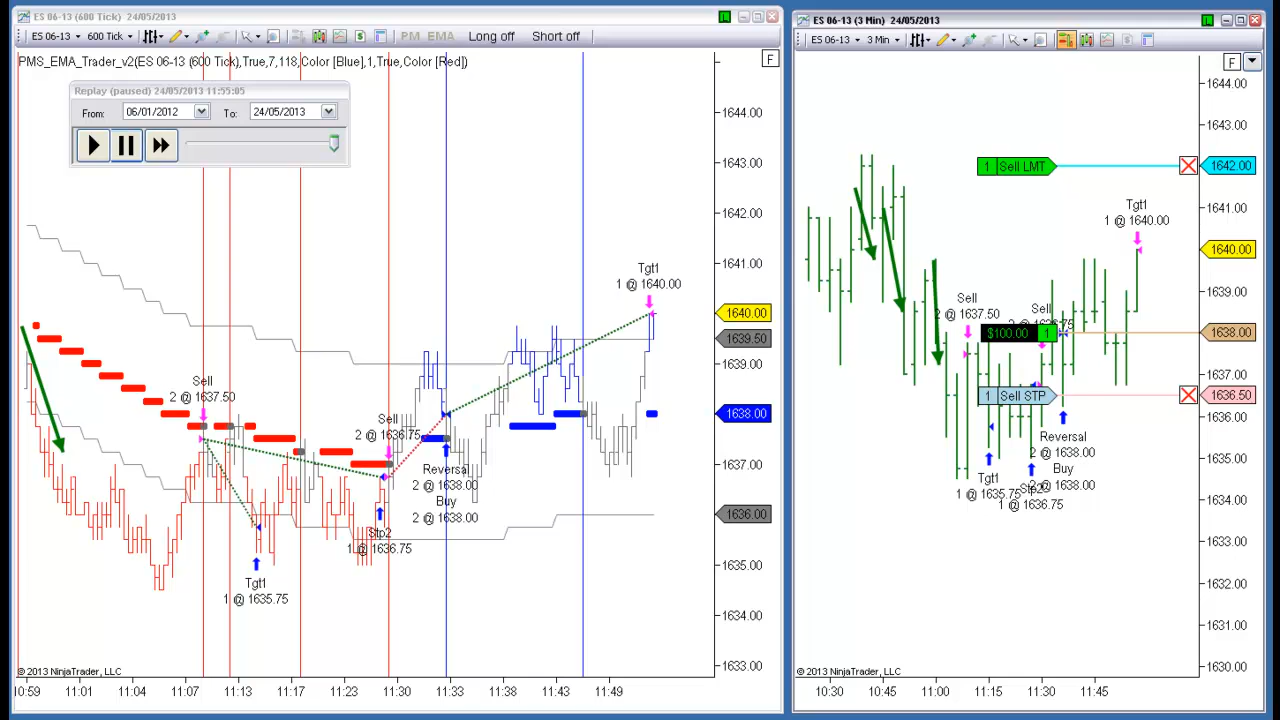 ES 06-13 (600 Tick) 24/05/2013
L
ES 06-13
600 Tick
PM
EMA
Long off
Short off
PMS_EMA_Trader_v2(ES 06-13 (600 Tick),True,7,118,Color [Blue],1,True,Color [Red])
F
Replay (paused) 24/05/2013 11:55:05
From:
06/01/2012
To:
24/05/2013
1644.00
1643.00
1642.00
1641.00
1640.00
1639.50
1639.00
1638.00
1637.00
1636.00
1635.00
1634.00
1633.00
Tgt1
1 @ 1640.00
Sell
2 @ 1637.50
Sell
2 @ 1636.75
Reversal
2 @ 1638.00
Buy
2 @ 1638.00
Stp2
1 @ 1636.75
Tgt1
1 @ 1635.75
© 2013 NinjaTrader, LLC
10:59
11:01
11:04
11:07
11:13
11:17
11:23
11:30
11:33
11:38
11:43
11:49
ES 06-13 (3 Min) 24/05/2013
L
ES 06-13
3 Min
F
1644.00
1643.00
1 Sell LMT
1642.00
1641.00
Tgt1
1 @ 1640.00
1640.00
1639.00
Sell
2 @ 1637.50
Sell
$100.00 1
1638.00
1637.00
1 Sell STP
1636.50
1636.00
Reversal
2 @ 1638.00
Buy
2 @ 1638.00
1635.00
Tgt1
1 @ 1635.75
Stp2
1 @ 1636.75
1634.00
1633.00
1632.00
1631.00
1630.00
© 2013 NinjaTrader, LLC
10:30
10:45
11:00
11:15
11:30
11:45